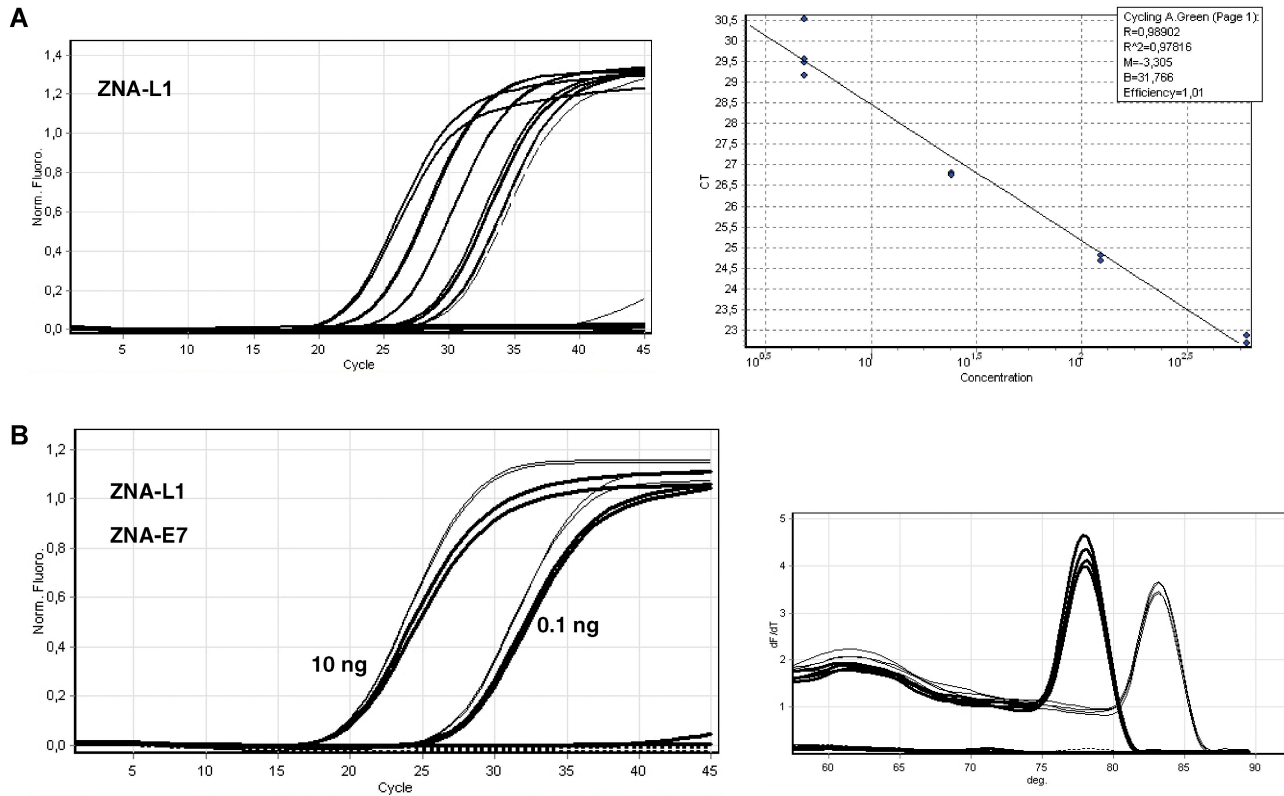 A
ZNA-L1
1,4
1,2
1,0
0,8
0,6
0,4
0,2
0,0
Norm. Fluoro.
5 10 15 20 25 30 35 40 45
Cycle
Cycling A.Green (Page 1):
R=0,98902
R^2=0,97816
M=-3,305
B=31,766
Efficiency=1,01
30,5
30
29,5
29
28,5
28
27,5
27
26,5
26
25,5
25
24,5
24
23,5
23
CT
10^0,5 10^1 10^1,5 10^2 10^2,5
Concentration
B
ZNA-L1
ZNA-E7
10 ng
0.1 ng
1,2
1,0
0,8
0,6
0,4
0,2
0,0
Norm. Fluoro.
5 10 15 20 25 30 35 40 45
Cycle
5
4
3
2
1
dF/dT
60 65 70 75 80 85 90
deg.